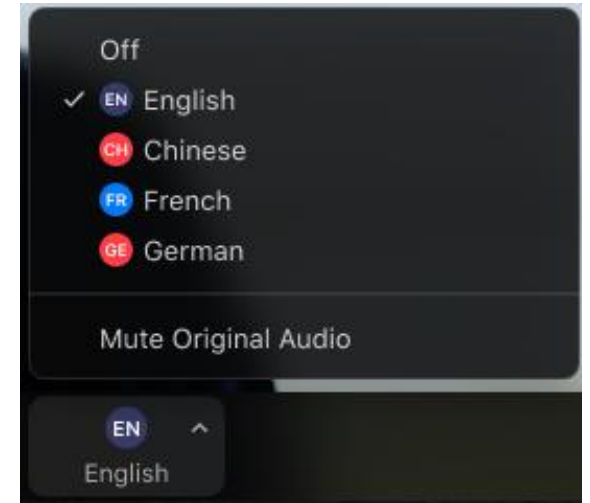 Off
EN English
CH Chinese
FR French
GE German
Mute Original Audio
EN
English